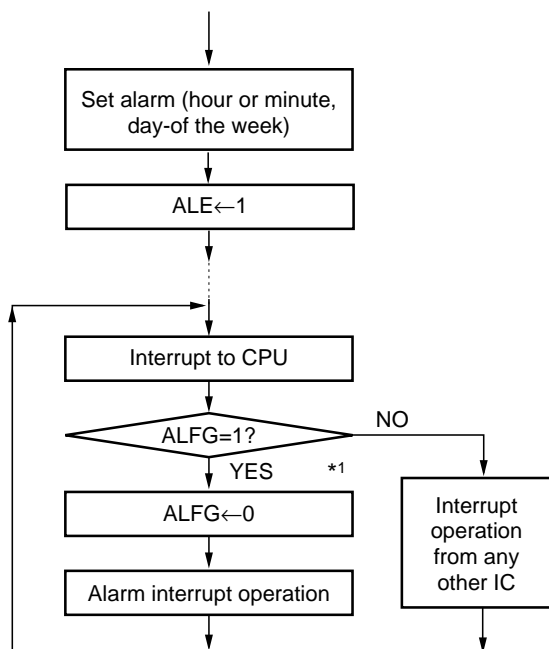 Set alarm (hour or minute,
day-of the week)
ALE←1
Interrupt to CPU
ALFG=1?
NO
YES
*1
ALFG←0
Interrupt
operation
from any
other IC
Alarm interrupt operation